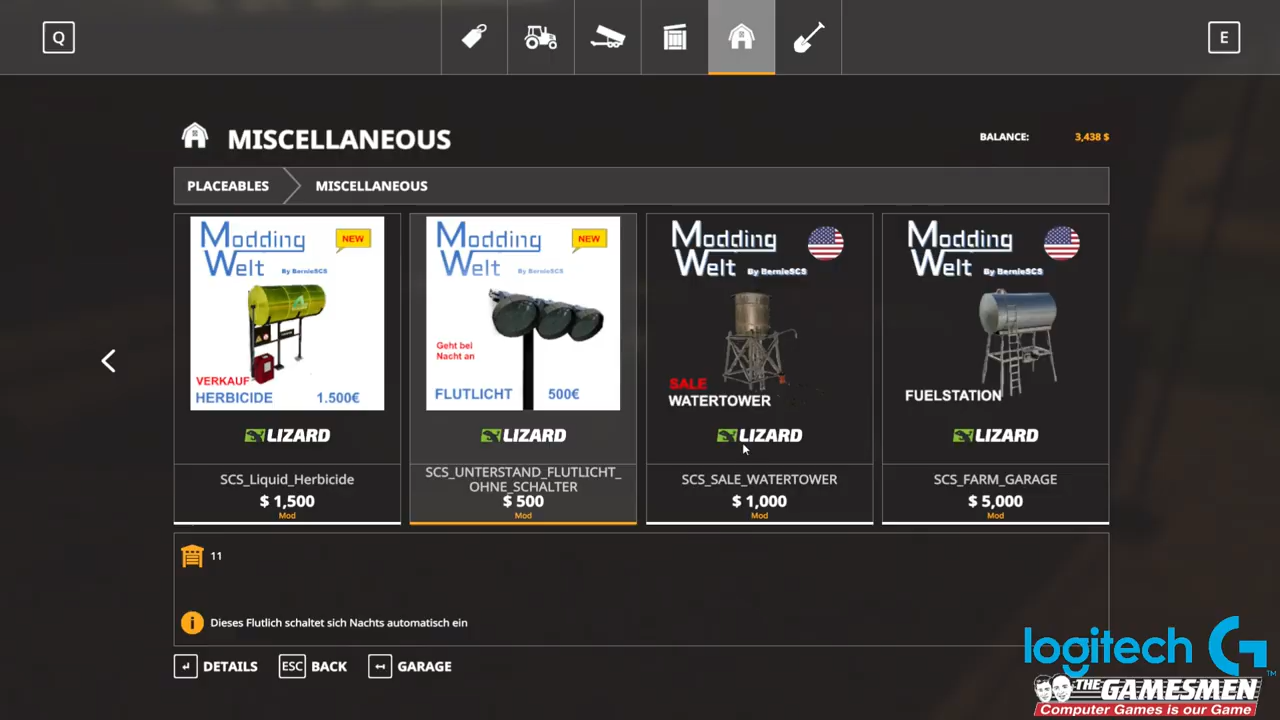 Q
E
MISCELLANEOUS
BALANCE: 3,438 $
PLACEABLES MISCELLANEOUS
Modding
Welt
NEW
By BernieSCS
VERKAUF
HERBICIDE 1.500€
LIZARD
SCS_Liquid_Herbicide
$ 1,500
Mod
Modding
Welt
NEW
By BernieSCS
Geht bei
Nacht an
FLUTLICHT 500€
LIZARD
SCS_UNTERSTAND_FLUTLICHT_
OHNE_SCHALTER
$ 500
Mod
Modding
Welt
By BernieSCS
SALE
WATERTOWER
LIZARD
SCS_SALE_WATERTOWER
$ 1,000
Mod
Modding
Welt
By BernieSCS
FUELSTATION
LIZARD
SCS_FARM_GARAGE
$ 5,000
Mod
11
Dieses Flutlich schaltet sich Nachts automatisch ein
DETAILS ESC BACK GARAGE
logitech G
TM
THE GAMESMEN
Computer Games is our Game